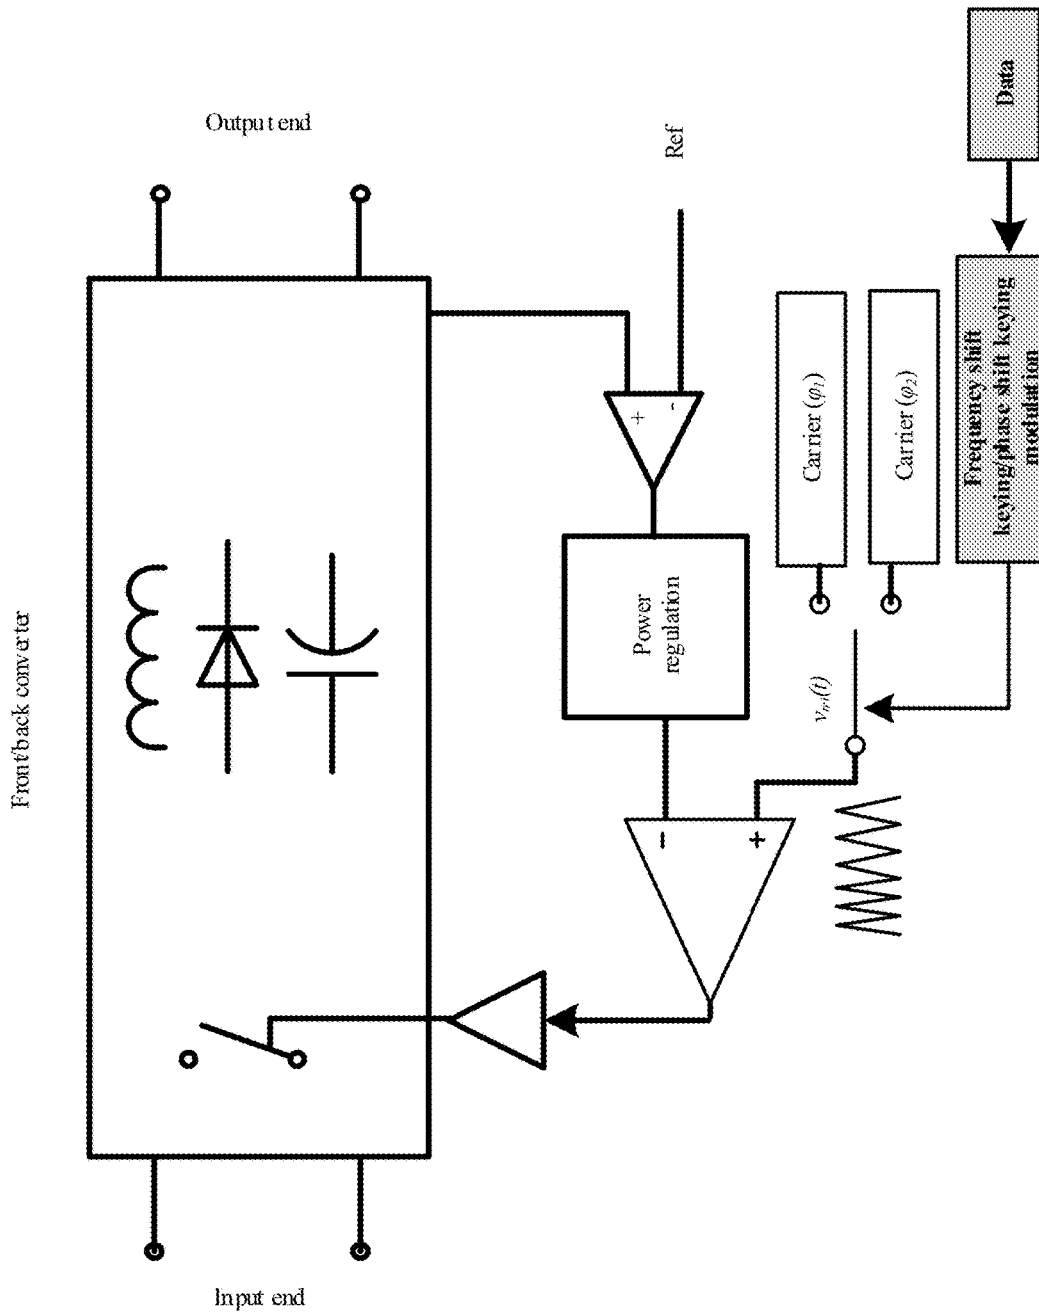 Front/back converter
Output end
Input end
Ref
+
-
Power
regulation
−
+
Carrier (φ1)
Carrier (φ2)
vₘᵢ(t)
Data
Frequency shift
keying/phase shift keying
modulation